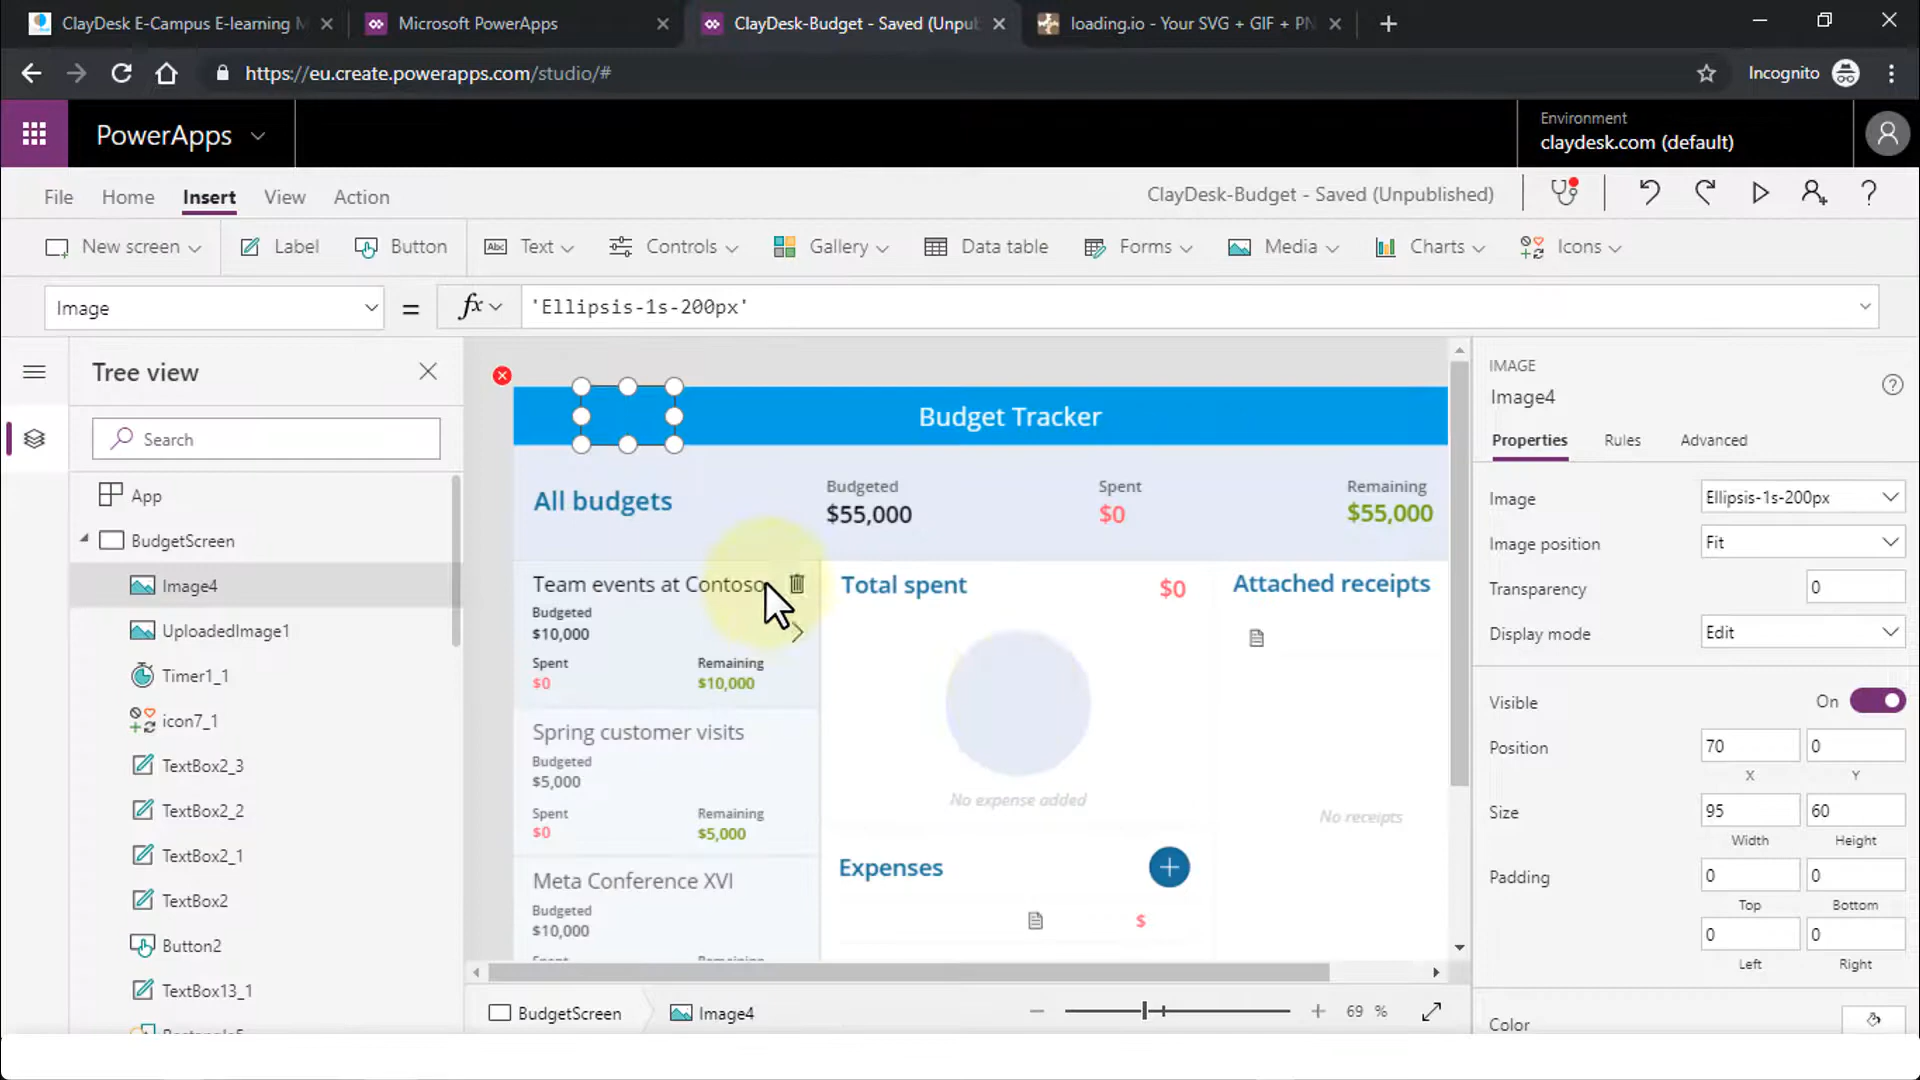 ClayDesk E-Campus E-learning M
Microsoft PowerApps
ClayDesk-Budget - Saved (Unpu
loading.io - Your SVG + GIF + PN
https://eu.create.powerapps.com/studio/#
Incognito
PowerApps
Environment
claydesk.com (default)
File
Home
Insert
View
Action
ClayDesk-Budget - Saved (Unpublished)
New screen
Label
Button
Abc Text
Controls
Gallery
Data table
Forms
Media
Charts
Icons
Image
=
fx
'Ellipsis-1s-200px'
Tree view
Search
App
BudgetScreen
Image4
UploadedImage1
Timer1_1
icon7_1
TextBox2_3
TextBox2_2
TextBox2_1
TextBox2
Button2
TextBox13_1
Budget Tracker
All budgets
Budgeted
$55,000
Spent
$0
Remaining
$55,000
Team events at Contoso
Budgeted
$10,000
Spent
$0
Remaining
$10,000
Spring customer visits
Budgeted
$5,000
Spent
$0
Remaining
$5,000
Meta Conference XVI
Budgeted
$10,000
Total spent
$0
No expense added
Expenses
$
Attached receipts
No receipts
BudgetScreen
Image4
69 %
IMAGE
Image4
Properties
Rules
Advanced
Image
Ellipsis-1s-200px
Image position
Fit
Transparency
0
Display mode
Edit
Visible
On
Position
70
0
X
Y
Size
95
60
Width
Height
Padding
0
0
Top
Bottom
0
0
Left
Right
Color